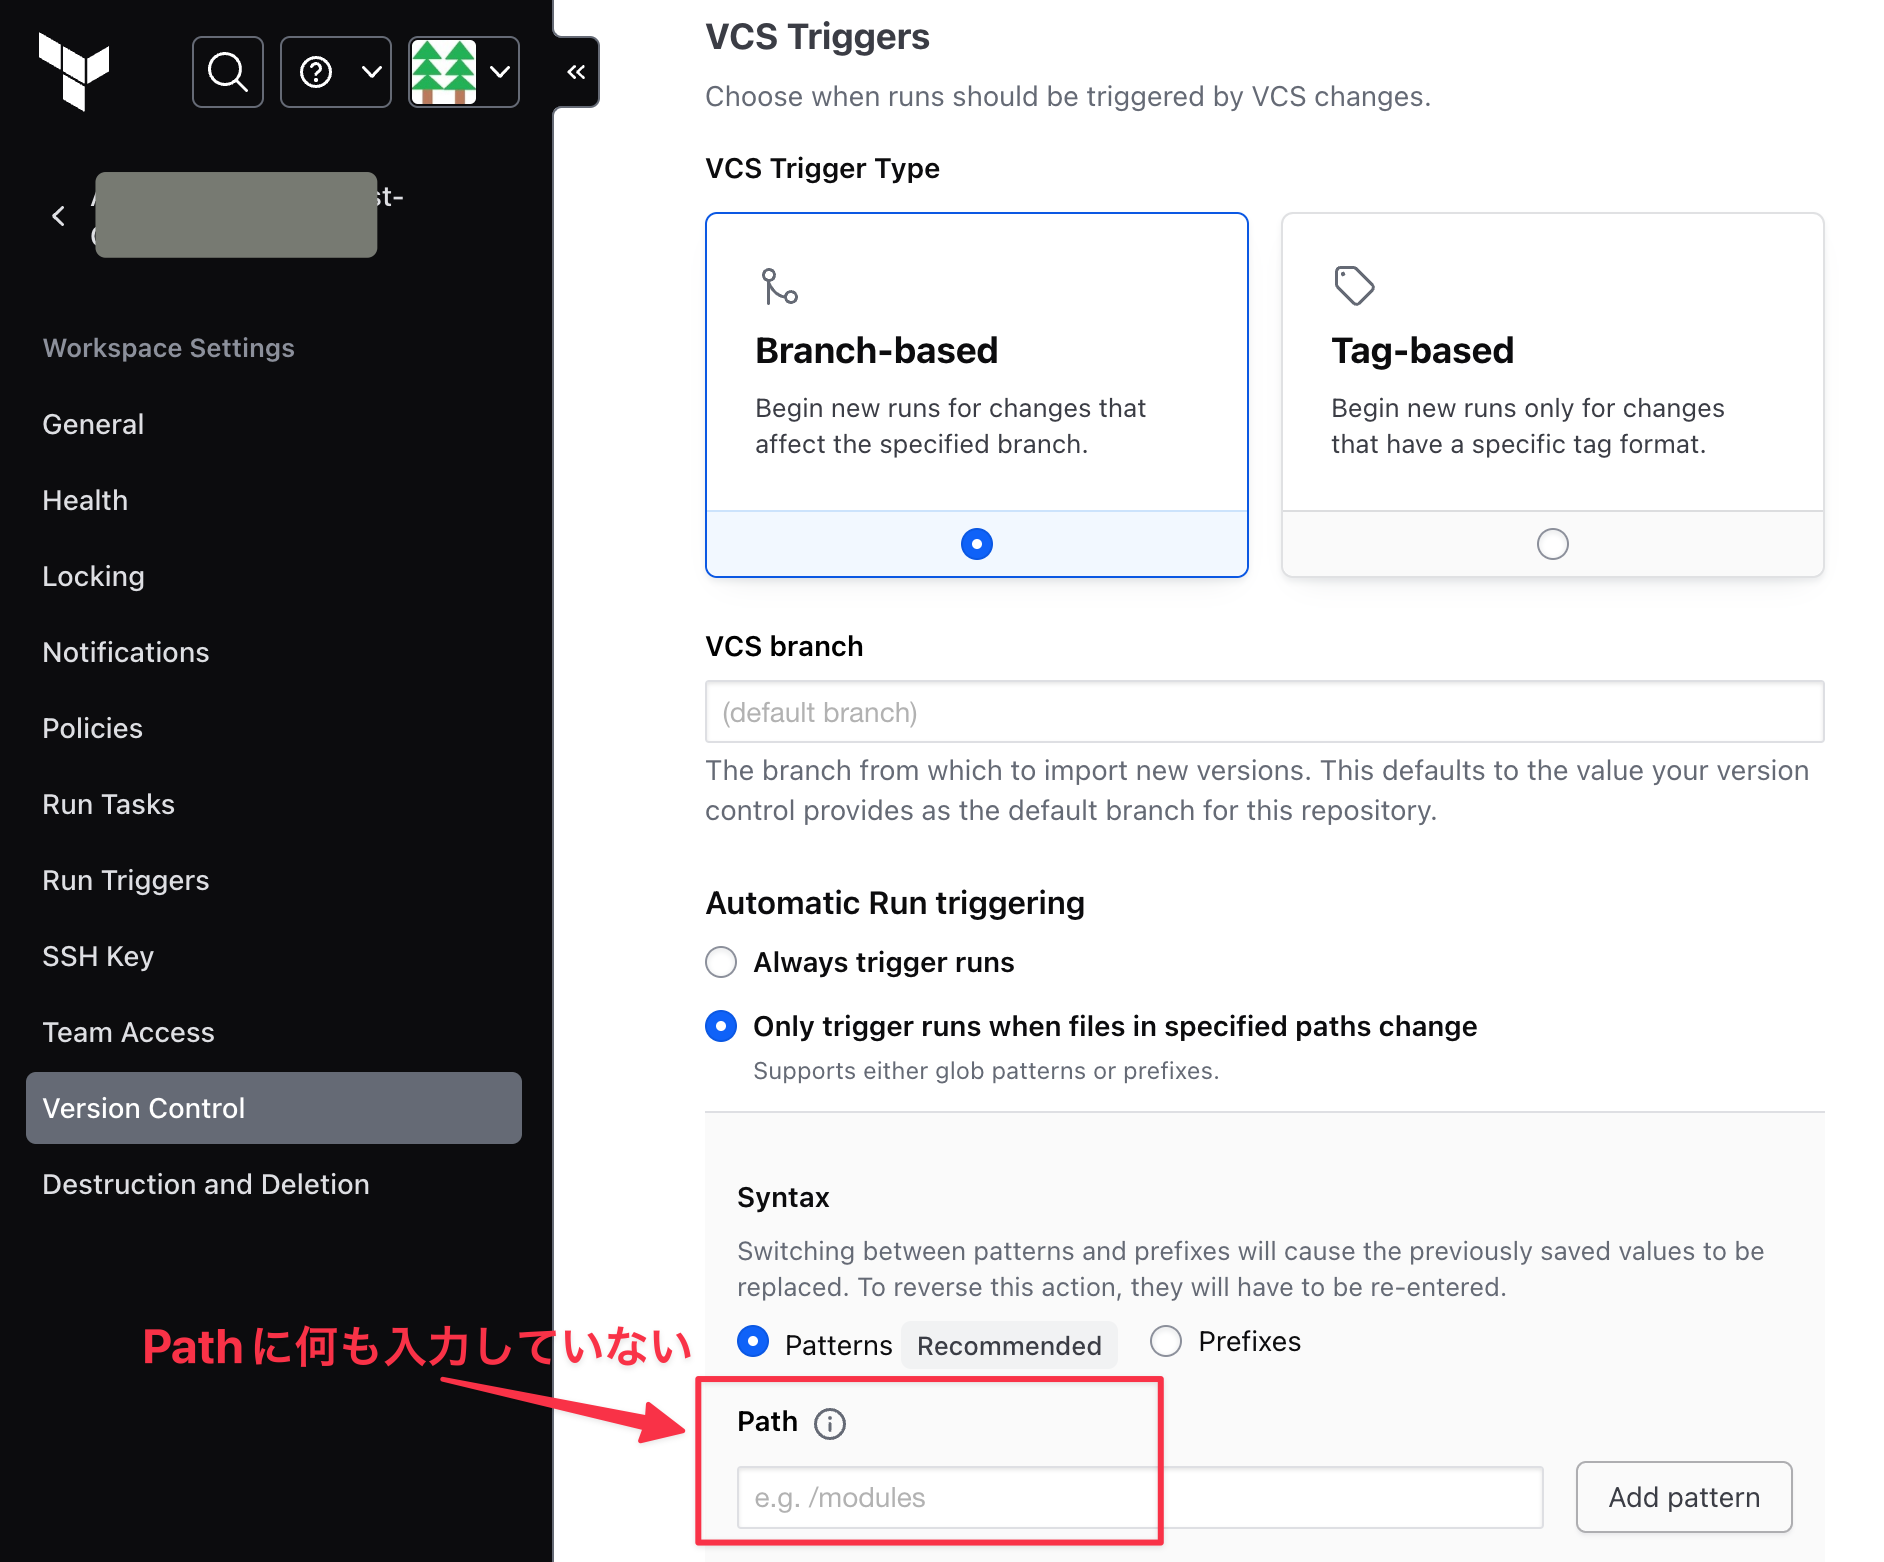 st-
Workspace Settings
General
Health
Locking
Notifications
Policies
Run Tasks
Run Triggers
SSH Key
Team Access
Version Control
Destruction and Deletion
VCS Triggers
Choose when runs should be triggered by VCS changes.
VCS Trigger Type
Branch-based
Begin new runs for changes that
affect the specified branch.
Tag-based
Begin new runs only for changes
that have a specific tag format.
VCS branch
(default branch)
The branch from which to import new versions. This defaults to the value your version
control provides as the default branch for this repository.
Automatic Run triggering
Always trigger runs
Only trigger runs when files in specified paths change
Supports either glob patterns or prefixes.
Syntax
Switching between patterns and prefixes will cause the previously saved values to be
replaced. To reverse this action, they will have to be re-entered.
Patterns Recommended Prefixes
Pathに何も入力していない
Path
e.g. /modules
Add pattern